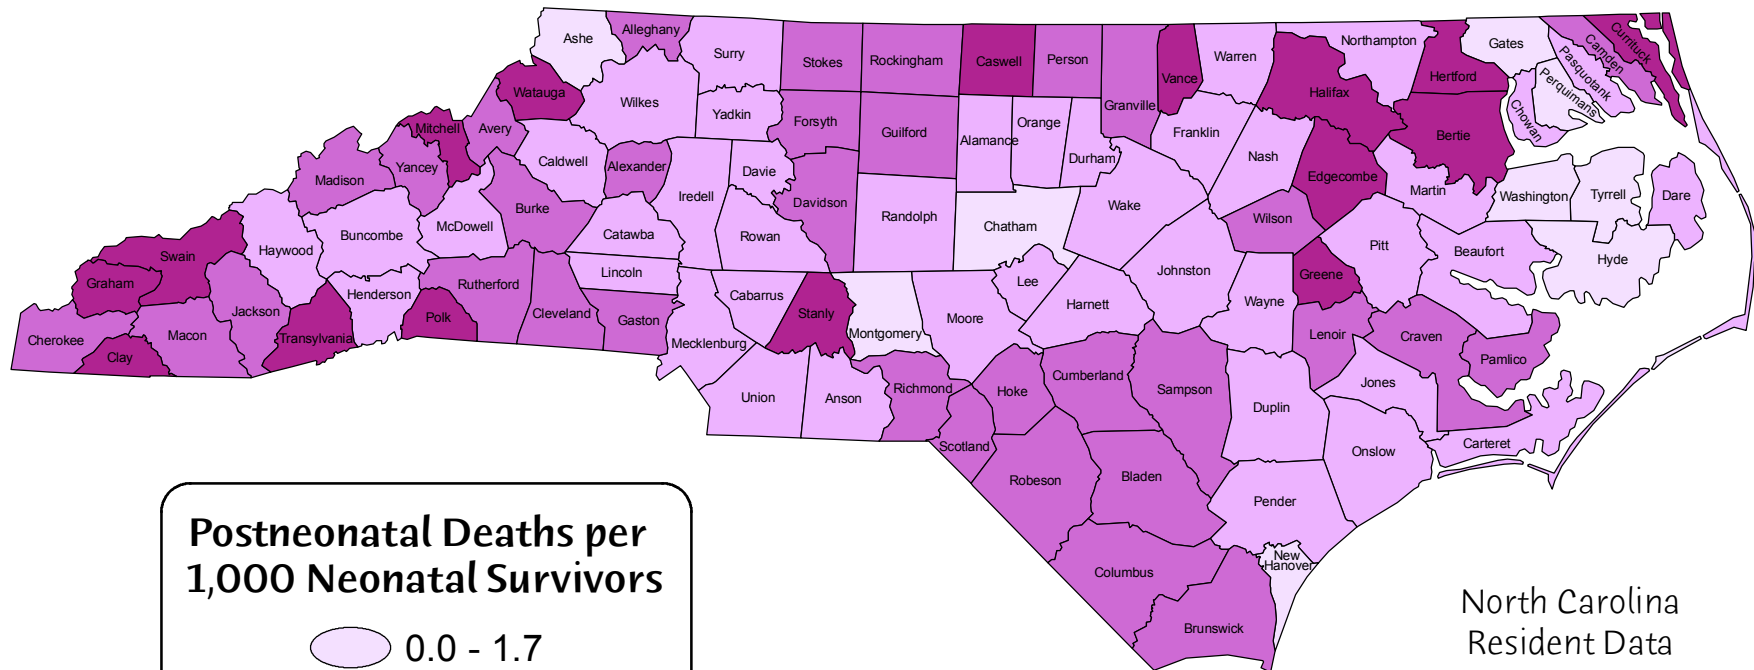 Ashe
Alleghany
Surry
Stokes
Rockingham
Caswell
Person
Granville
Vance
Warren
Northampton
Hertford
Gates
Currituck
Camden
Pasquotank
Perquimans
Chowan
Watauga
Wilkes
Yadkin
Forsyth
Guilford
Alamance
Orange
Durham
Franklin
Halifax
Bertie
Mitchell
Avery
Caldwell
Alexander
Iredell
Davie
Nash
Edgecombe
Martin
Washington
Tyrrell
Dare
Madison
Yancey
Burke
Davidson
Randolph
Chatham
Wake
Wilson
McDowell
Catawba
Rowan
Buncombe
Haywood
Swain
Pitt
Beaufort
Hyde
Graham
Lincoln
Rutherford
Cleveland
Gaston
Henderson
Polk
Transylvania
Jackson
Macon
Cherokee
Clay
Mecklenburg
Cabarrus
Stanly
Montgomery
Moore
Lee
Harnett
Johnston
Wayne
Greene
Lenoir
Craven
Pamlico
Union
Anson
Richmond
Hoke
Cumberland
Sampson
Duplin
Jones
Scotland
Robeson
Bladen
Onslow
Carteret
Pender
Columbus
Brunswick
New
Hanover
Postneonatal Deaths per
1,000 Neonatal Survivors
0.0 - 1.7
North Carolina
Resident Data